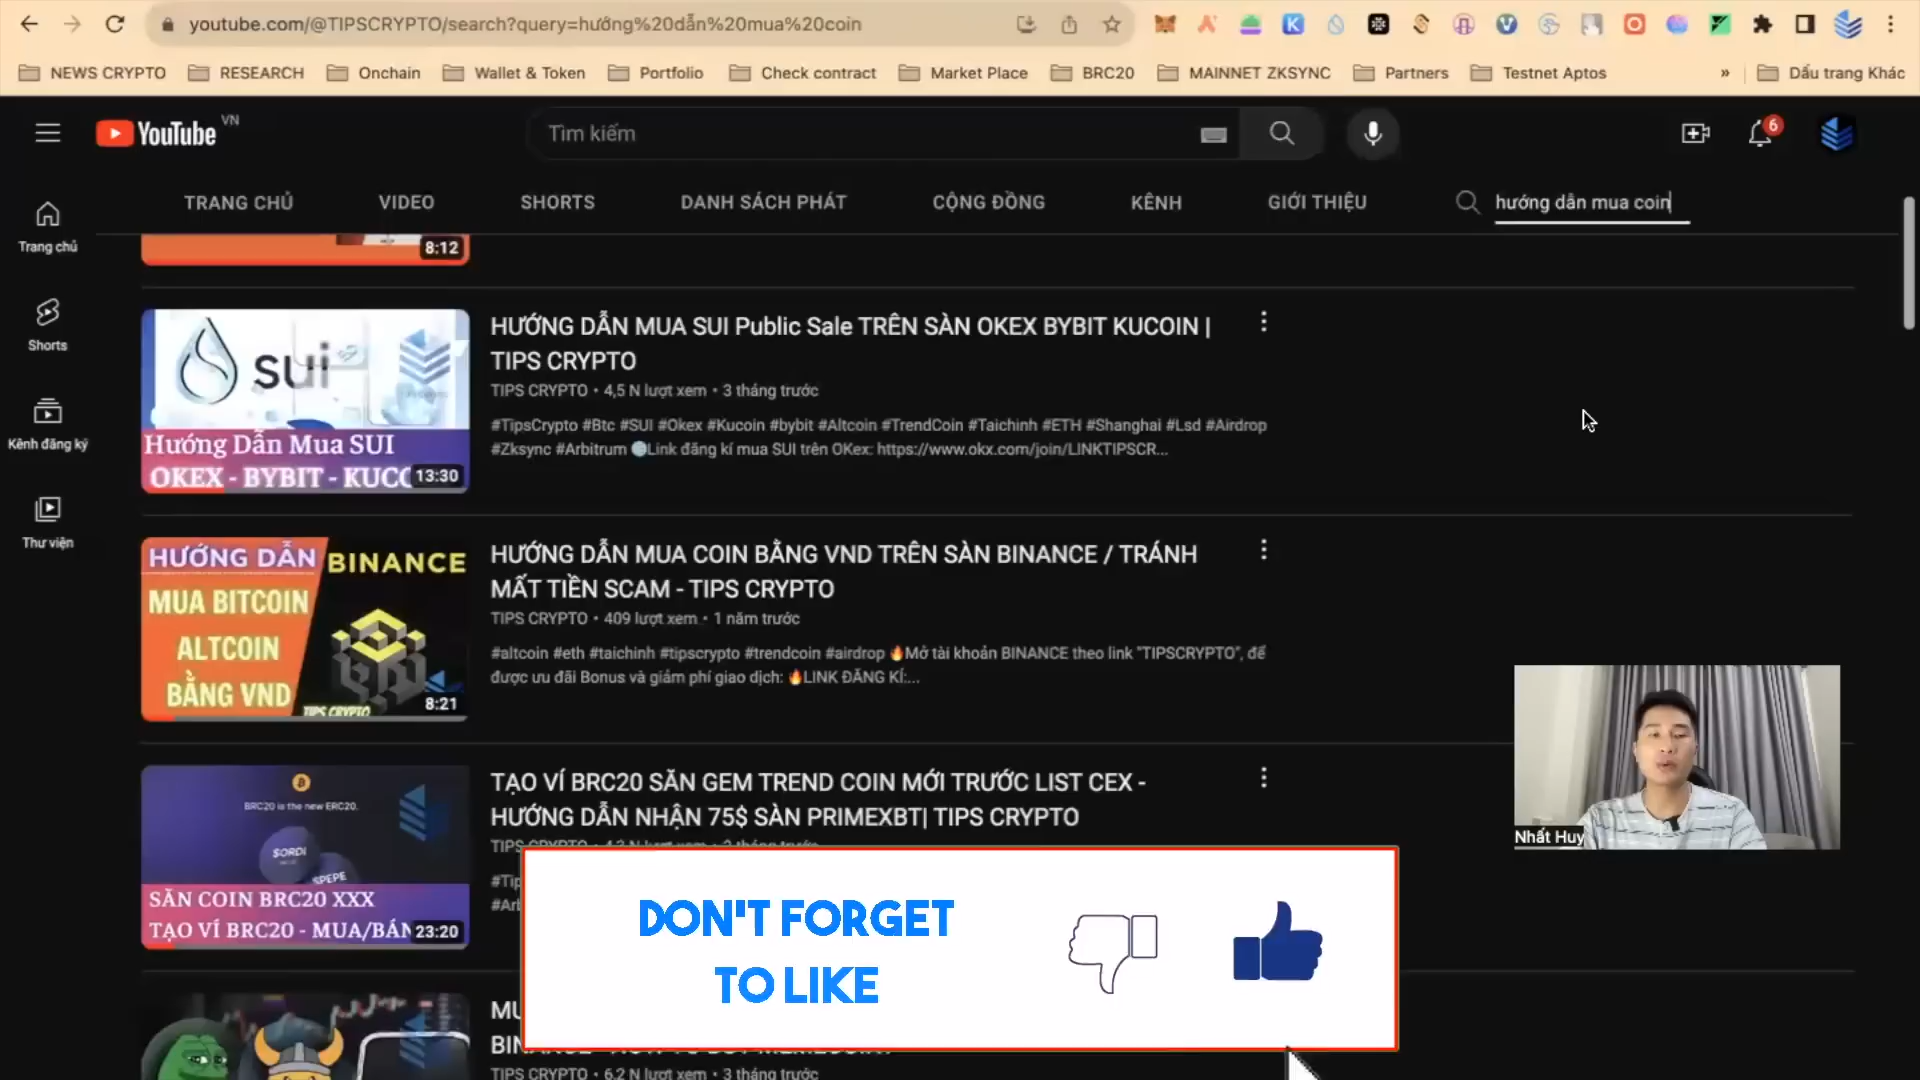 youtube.com/@TIPSCRYPTO/search?query=hướng%20dẫn%20mua%20coin
NEWS CRYPTO
RESEARCH
Onchain
Wallet & Token
Portfolio
Check contract
Market Place
BRC20
MAINNET ZKSYNC
Partners
Testnet Aptos
»
Dấu trang Khác
YouTube VN
Tìm kiếm
6
TRANG CHỦ
VIDEO
SHORTS
DANH SÁCH PHÁT
CỘNG ĐỒNG
KÊNH
GIỚI THIỆU
hướng dẫn mua coin
Trang chủ
Shorts
Kênh đăng ký
Thư viện
8:12
sui
Hướng Dẫn Mua SUI
OKEX - BYBIT - KUCO
13:30
HƯỚNG DẪN MUA SUI Public Sale TRÊN SÀN OKEX BYBIT KUCOIN |
TIPS CRYPTO
TIPS CRYPTO • 4,5 N lượt xem • 3 tháng trước
#TipsCrypto #Btc #SUI #Okex #Kucoin #bybit #Altcoin #TrendCoin #Taichinh #ETH #Shanghai #Lsd #Airdrop
#Zksync #Arbitrum 🌐Link đăng kí mua SUI trên OKex: https://www.okx.com/join/LINKTIPSCR...
HƯỚNG DẪN
BINANCE
MUA BITCOIN
ALTCOIN
BẰNG VND
TIPS CRYPTO
8:21
HƯỚNG DẪN MUA COIN BẰNG VND TRÊN SÀN BINANCE / TRÁNH
MẤT TIỀN SCAM - TIPS CRYPTO
TIPS CRYPTO • 409 lượt xem • 1 năm trước
#altcoin #eth #taichinh #tipscrypto #trendcoin #airdrop 🔥Mở tài khoản BINANCE theo link "TIPSCRYPTO", để
được ưu đãi Bonus và giảm phí giao dịch: 🔥LINK ĐĂNG KÍ:...
BRC20 is the new ERC20.
$ORDI
$PEPE
SĂN COIN BRC20 XXX
TẠO VÍ BRC20 - MUA/BÁN
23:20
TẠO VÍ BRC20 SĂN GEM TREND COIN MỚI TRƯỚC LIST CEX -
HƯỚNG DẪN NHẬN 75$ SÀN PRIMEXBT| TIPS CRYPTO
#Tip
#Arb
Nhất Huy
DON'T FORGET
TO LIKE
TIPS CRYPTO • 6,2 N lượt xem • 3 tháng trước